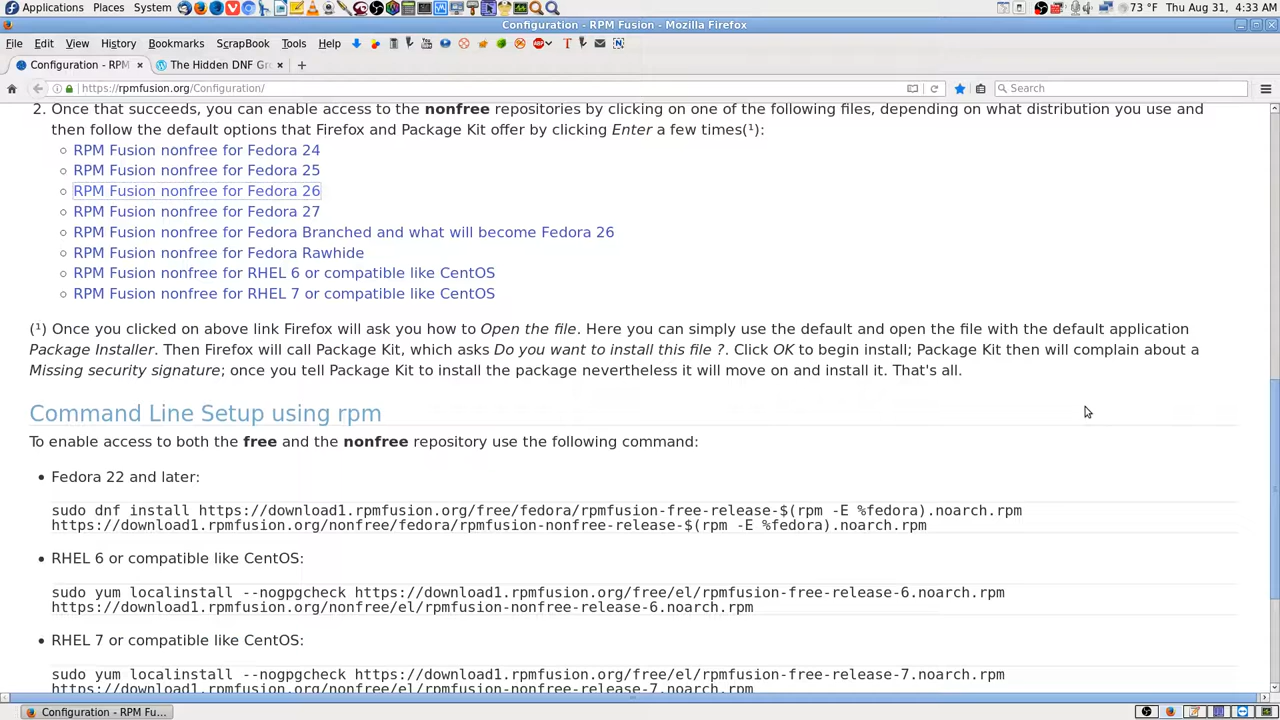 Applications Places System 73 °F Thu Aug 31, 4:33 AM
Configuration - RPM Fusion - Mozilla Firefox
File Edit View History Bookmarks ScrapBook Tools Help
Configuration - RPM × The Hidden DNF Gr ×
https://rpmfusion.org/Configuration/ Search
2. Once that succeeds, you can enable access to the nonfree repositories by clicking on one of the following files, depending on what distribution you use and
then follow the default options that Firefox and Package Kit offer by clicking Enter a few times(¹):
RPM Fusion nonfree for Fedora 24
RPM Fusion nonfree for Fedora 25
RPM Fusion nonfree for Fedora 26
RPM Fusion nonfree for Fedora 27
RPM Fusion nonfree for Fedora Branched and what will become Fedora 26
RPM Fusion nonfree for Fedora Rawhide
RPM Fusion nonfree for RHEL 6 or compatible like CentOS
RPM Fusion nonfree for RHEL 7 or compatible like CentOS
(¹) Once you clicked on above link Firefox will ask you how to Open the file. Here you can simply use the default and open the file with the default application
Package Installer. Then Firefox will call Package Kit, which asks Do you want to install this file ?. Click OK to begin install; Package Kit then will complain about a
Missing security signature; once you tell Package Kit to install the package nevertheless it will move on and install it. That's all.
Command Line Setup using rpm
To enable access to both the free and the nonfree repository use the following command:
• Fedora 22 and later:
sudo dnf install https://download1.rpmfusion.org/free/fedora/rpmfusion-free-release-$(rpm -E %fedora).noarch.rpm
https://download1.rpmfusion.org/nonfree/fedora/rpmfusion-nonfree-release-$(rpm -E %fedora).noarch.rpm
• RHEL 6 or compatible like CentOS:
sudo yum localinstall --nogpgcheck https://download1.rpmfusion.org/free/el/rpmfusion-free-release-6.noarch.rpm
https://download1.rpmfusion.org/nonfree/el/rpmfusion-nonfree-release-6.noarch.rpm
• RHEL 7 or compatible like CentOS:
sudo yum localinstall --nogpgcheck https://download1.rpmfusion.org/free/el/rpmfusion-free-release-7.noarch.rpm
https://download1.rpmfusion.org/nonfree/el/rpmfusion-nonfree-release-7.noarch.rpm
Configuration - RPM Fu...